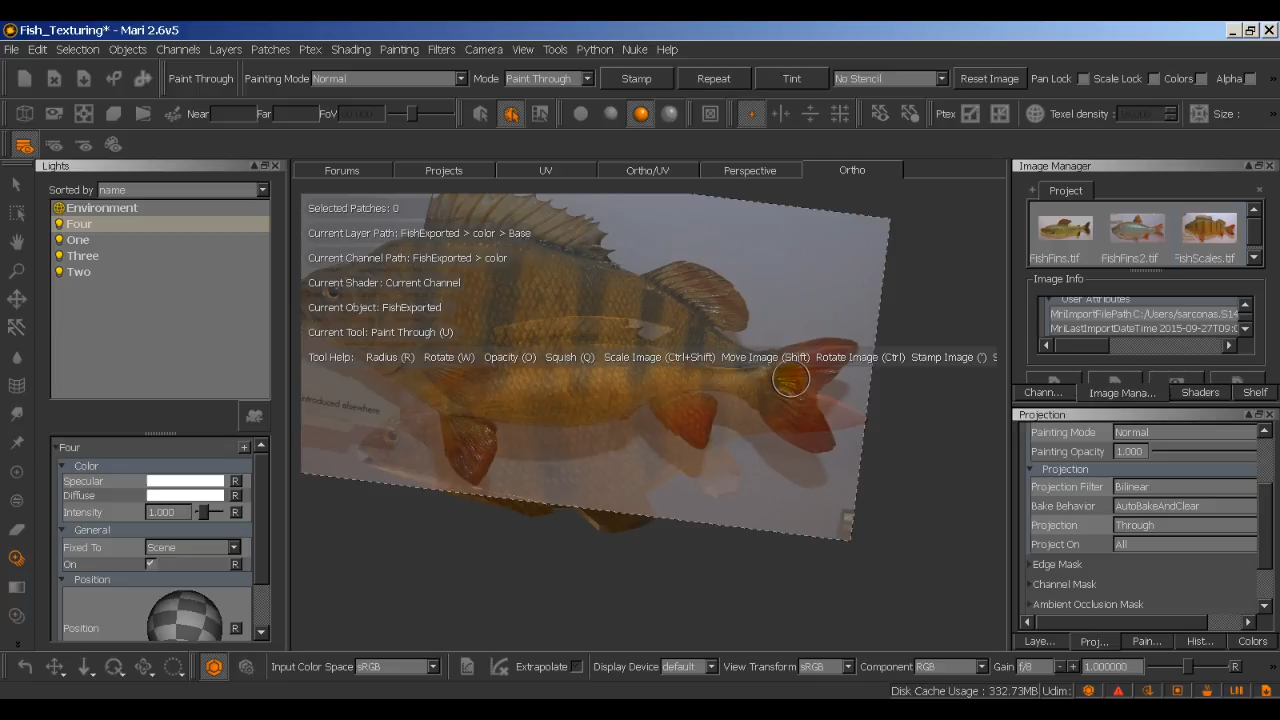 Fish_Texturing* - Mari 2.6v5
File Edit Selection Objects Channels Layers Patches Ptex Shading Painting Filters Camera View Tools Python Nuke Help
Paint Through Painting Mode Normal Mode Paint Through Stamp Repeat Tint No Stencil Reset Image Pan Lock Scale Lock Colors Alpha
Near Far FoV Ptex Texel density : Size :
Lights
Sorted by name
Environment
Four
One
Three
Two
Four
Color
Specular R
Diffuse R
Intensity 1.000 R
General
Fixed To Scene R
On R
Position
Position R
Forums Projects UV Ortho/UV Perspective Ortho
Selected Patches: 0
Current Layer Path: FishExported > color > Base
Current Channel Path: FishExported > color
Current Shader: Current Channel
Current Object: FishExported
Current Tool: Paint Through (U)
Tool Help: Radius (R) Rotate (W) Opacity (O) Squish (Q) Scale Image (Ctrl+Shift) Move Image (Shift) Rotate Image (Ctrl) Stamp Image (') S
introduced elsewhere
Image Manager
Project
FishFins.tif FishFins2.tif FishScales.tif
Image Info
User Attributes
MriImportFilePath C:/Users/sarconas.S14
MriLastImportDateTime 2015-09-27T09:0
Chann... Image Mana... Shaders Shelf
Projection
Painting Mode Normal
Painting Opacity 1.000
Projection
Projection Filter Bilinear
Bake Behavior AutoBakeAndClear
Projection Through
Project On All
Edge Mask
Channel Mask
Ambient Occlusion Mask
Laye... Proj... Pain... Hist... Colors
Input Color Space sRGB Extrapolate Display Device default View Transform sRGB Component RGB Gain f/8 - + 1.000000 R
Disk Cache Usage : 332.73MB Udim: